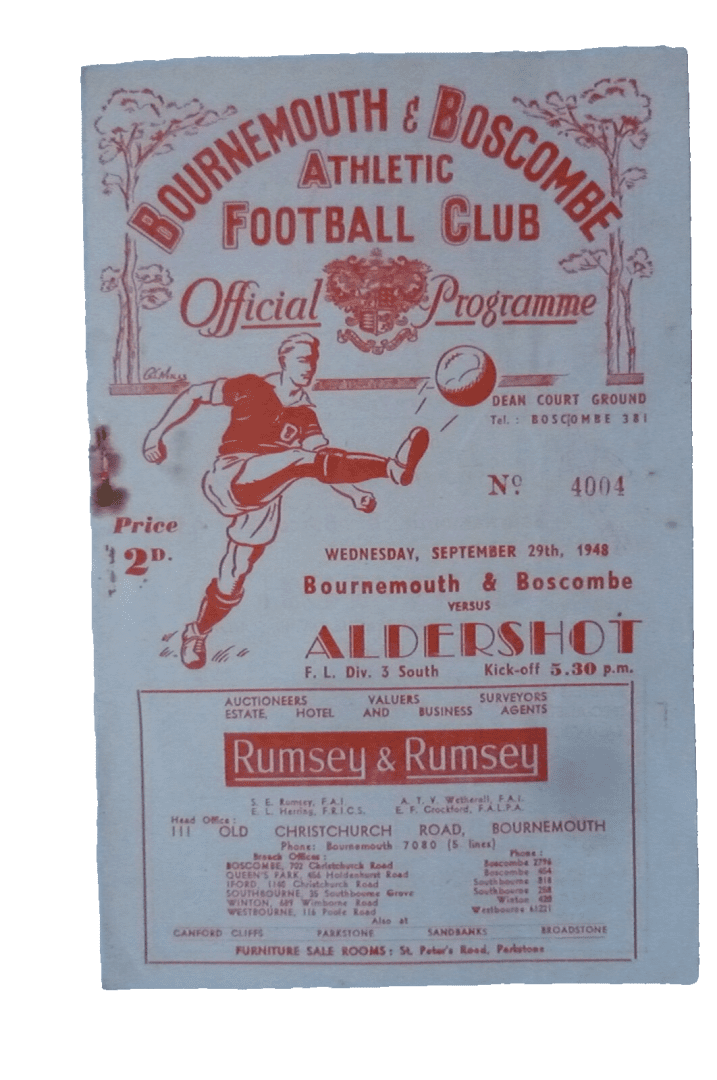 BOURNEMOUTH & BOSCOMBE
ATHLETIC
FOOTBALL CLUB
Official Programme
DEAN COURT GROUND
Tel. : BOSCOMBE 381
No. 4004
Price
2D.
WEDNESDAY, SEPTEMBER 29th, 1948
Bournemouth & Boscombe
VERSUS
ALDERSHOT
F. L. Div. 3 South Kick-off 5.30 p.m.
AUCTIONEERS VALUERS SURVEYORS
ESTATE, HOTEL AND BUSINESS AGENTS
Rumsey & Rumsey
S. E. Rumsey, F.A.I. A. T. V. Wetherall, F.A.I.
E. L. Herring, F.R.I.C.S. E. F. Crockford, F.A.L.P.A.
Head Office :
111 OLD CHRISTCHURCH ROAD, BOURNEMOUTH
Phone: Bournemouth 7080 (5 lines)
Branch Offices : Phone :
BOSCOMBE, 702 Christchurch Road Boscombe 2796
QUEEN'S PARK, 454 Holdenhurst Road Boscombe 454
IFORD, 1140 Christchurch Road Southbourne 818
SOUTHBOURNE, 36 Southbourne Grove Southbourne 258
WINTON, Wimborne Road Winton 428
WESTBOURNE, 116 Poole Road Westbourne 61221
Also at
CANFORD CLIFFS PARKSTONE SANDBANKS BROADSTONE
FURNITURE SALE ROOMS : St. Peter's Road, Parkstone